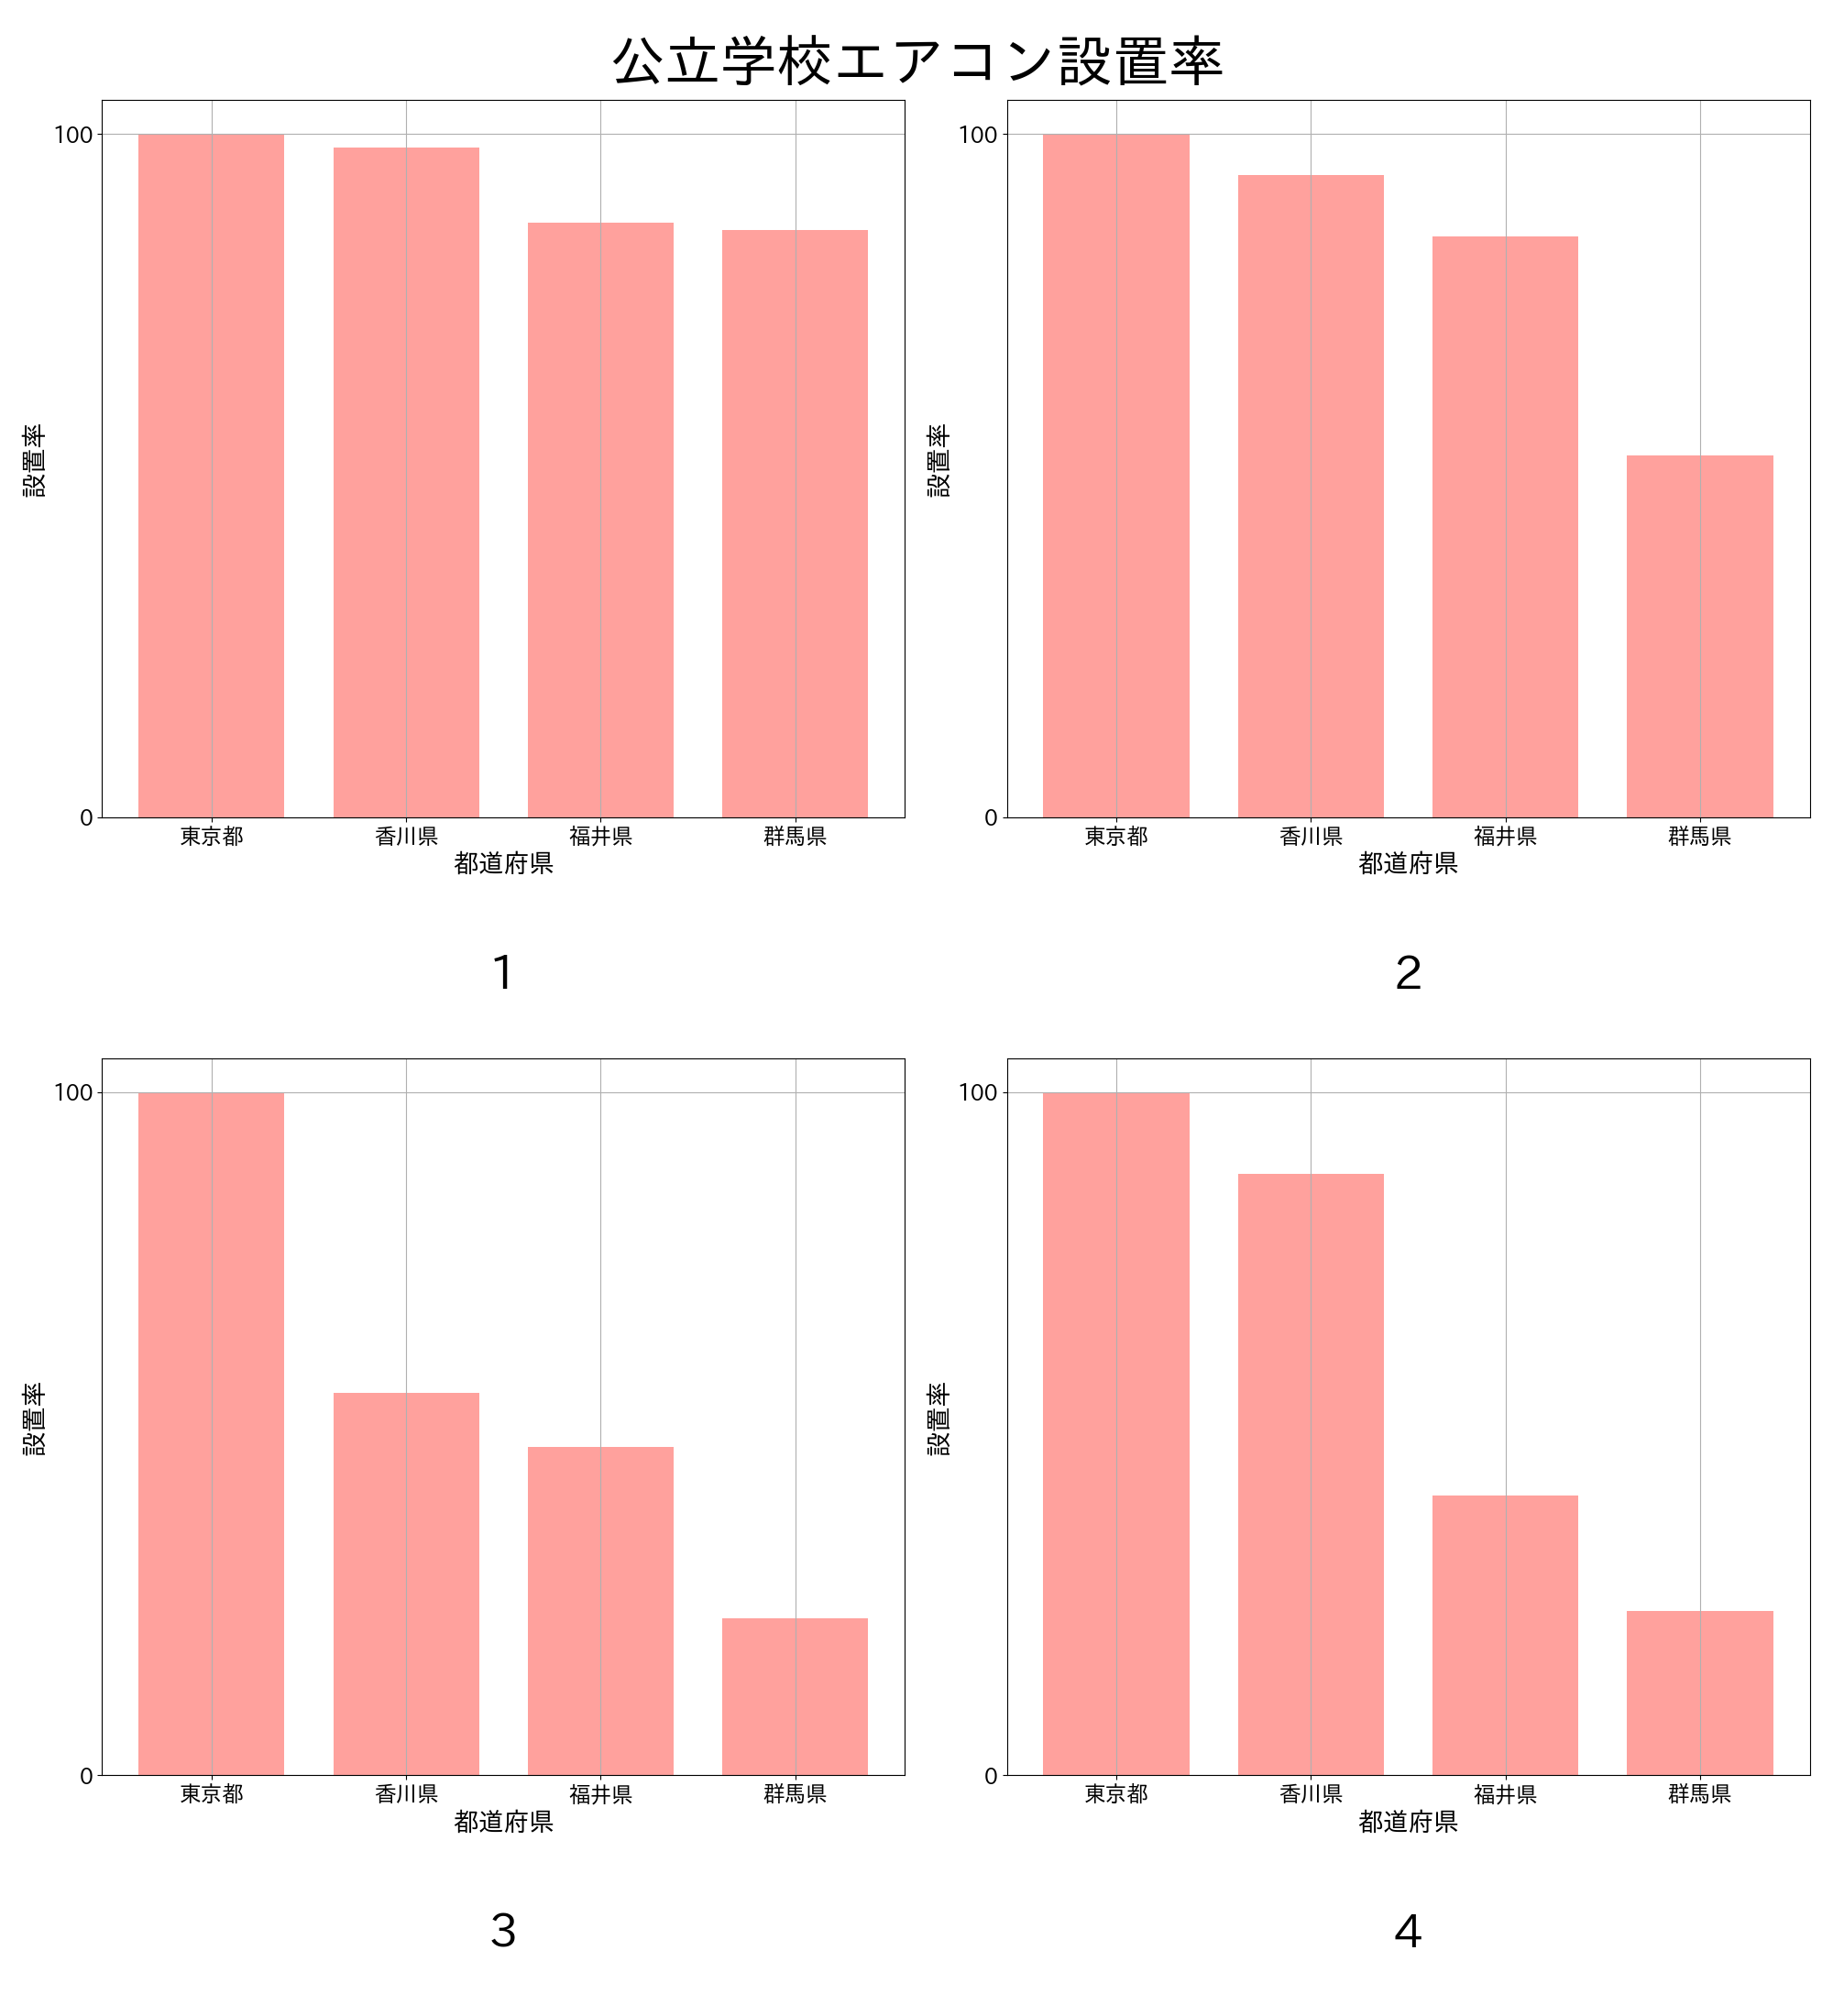 公立学校エアコン設置率
100
設置率
0
東京都 香川県 福井県 群馬県
都道府県
1
100
設置率
0
東京都 香川県 福井県 群馬県
都道府県
2
100
設置率
0
東京都 香川県 福井県 群馬県
都道府県
3
100
設置率
0
東京都 香川県 福井県 群馬県
都道府県
4